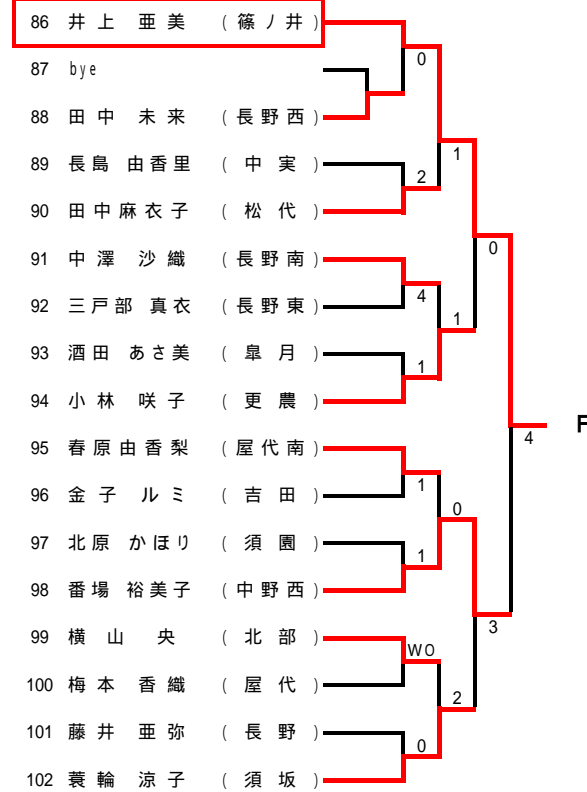 86 井上 亜美 (篠ノ井)
0
87 bye
88 田中 未来 (長野西)
1
89 長島 由香里 (中実)
2
90 田中麻衣子 (松代)
0
91 中澤 沙織 (長野南)
4
92 三戸部 真衣 (長野東)
1
93 酒田 あさ美 (皐月)
1
94 小林 咲子 (更農)
F
4
95 春原由香梨 (屋代南)
1
96 金子 ルミ (吉田)
0
97 北原 かほり (須園)
1
98 番場 裕美子 (中野西)
3
99 横山 央 (北部)
WO
100 梅本 香織 (屋代)
2
101 藤井 亜弥 (長野)
0
102 蓑輪 涼子 (須坂)